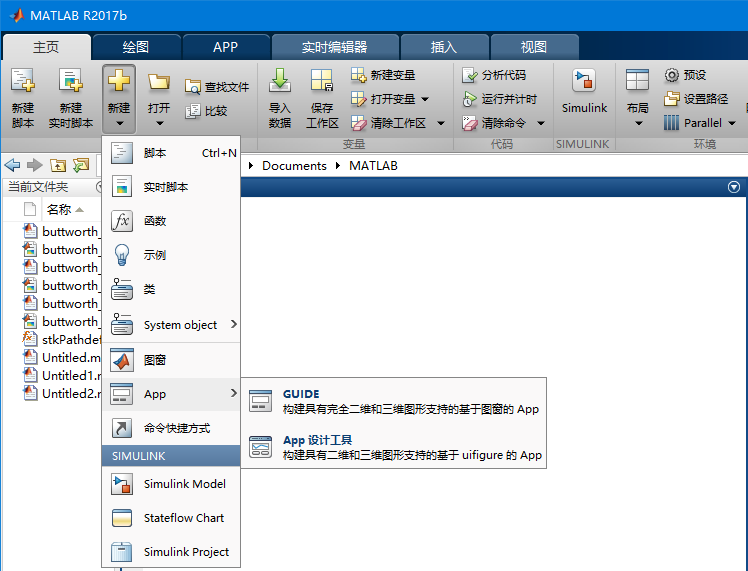 MATLAB R2017b
主页
绘图
APP
实时编辑器
插入
视图
新建
脚本
新建
实时脚本
新建
打开
查找文件
比较
导入
数据
保存
工作区
新建变量
打开变量
清除工作区
变量
分析代码
运行并计时
清除命令
代码
Simulink
SIMULINK
布局
预设
设置路径
Parallel
环境
Documents
MATLAB
当前文件夹
名称
buttworth_
buttworth_
buttworth_
buttworth_
buttworth_
buttworth_
stkPathdef
Untitled.m
Untitled1.
Untitled2.
脚本 Ctrl+N
实时脚本
函数
示例
类
System object
图窗
App
命令快捷方式
SIMULINK
Simulink Model
Stateflow Chart
Simulink Project
GUIDE
构建具有完全二维和三维图形支持的基于图窗的 App
App 设计工具
构建具有二维和三维图形支持的基于 uifigure 的 App